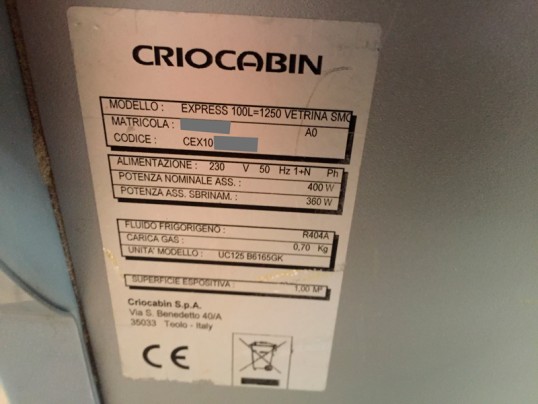 CRIOCABIN
MODELLO : EXPRESS 100L=1250 VETRINA SMO
MATRICOLA : A0
CODICE : CEX10
ALIMENTAZIONE : 230 V 50 Hz 1+N Ph
POTENZA NOMINALE ASS. : 400 W
POTENZA ASS. SBRINAM. : 360 W
FLUIDO FRIGORIGENO : R404A
CARICA GAS : 0,70 Kg
UNITA' MODELLO : UC125 B6165GK
SUPERFICIE ESPOSITIVA : 1,00 M²
Criocabin S.p.A.
Via S. Benedetto 40/A
35033 Teolo - Italy
CE